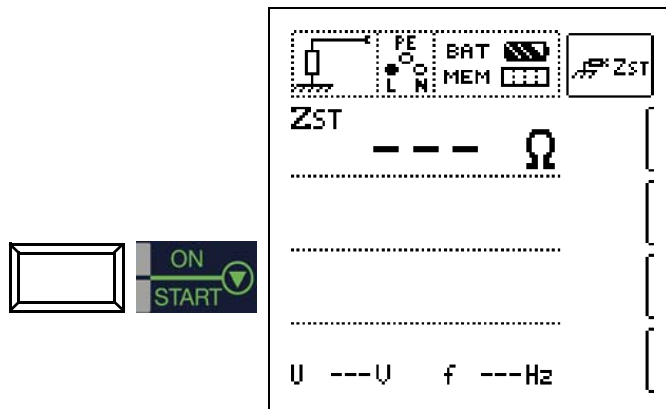 PE
L N
BAT
MEM
ZST
ZST
--- Ω
ON
START
U ---V f ---Hz